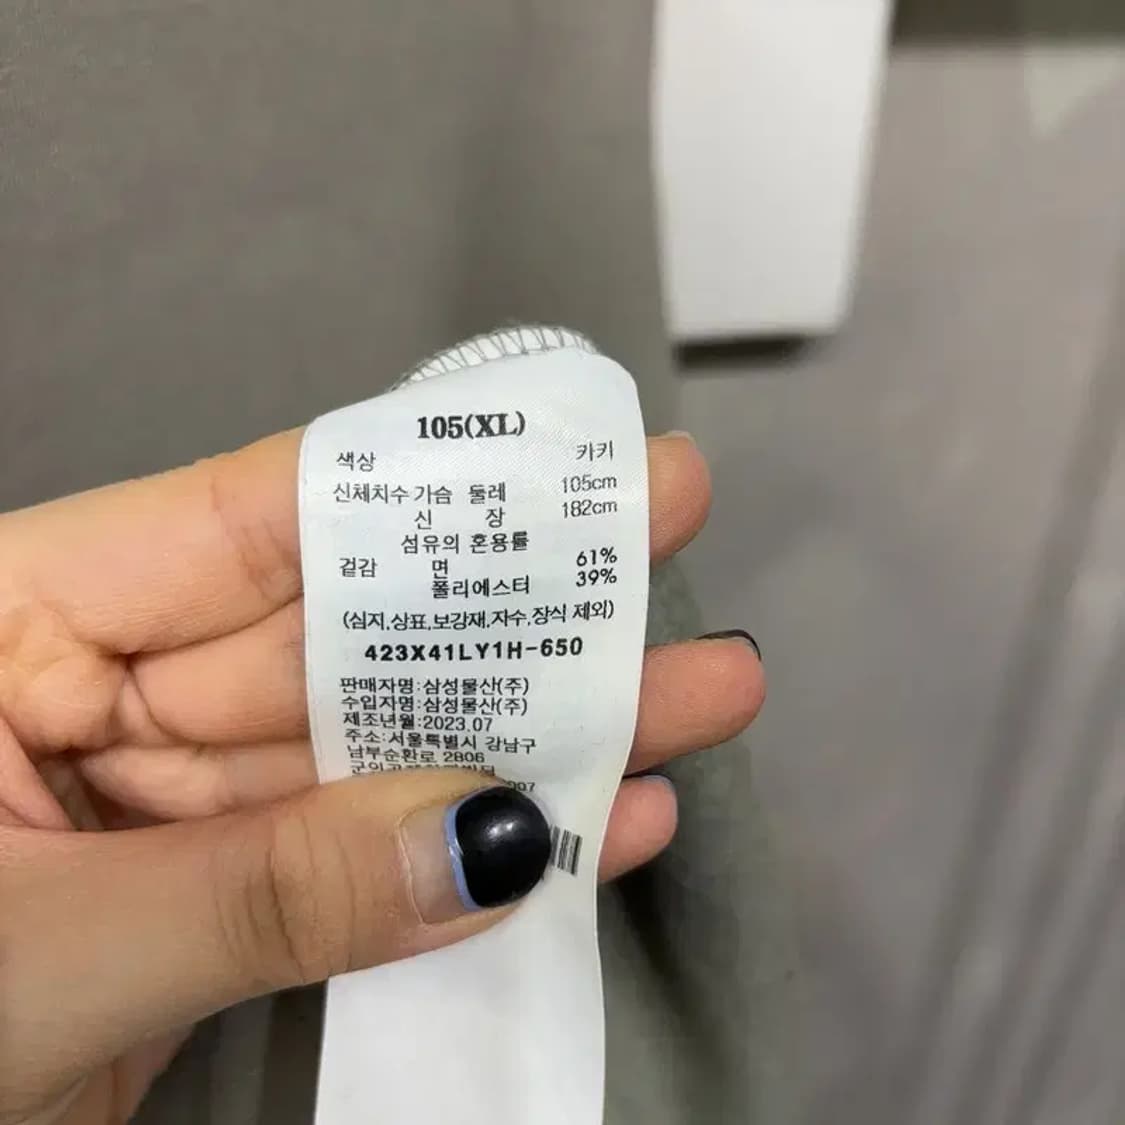 105(XL)
색상 카키
신체치수 가슴 둘레 105cm
신 장 182cm
섬유의 혼용률
겉감 면 61%
폴리에스터 39%
(심지,상표,보강재,자수,장식 제외)
423X41LY1H-650
판매자명:삼성물산(주)
수입자명:삼성물산(주)
제조년월:2023.07
주소:서울특별시 강남구
남부순환로 2806